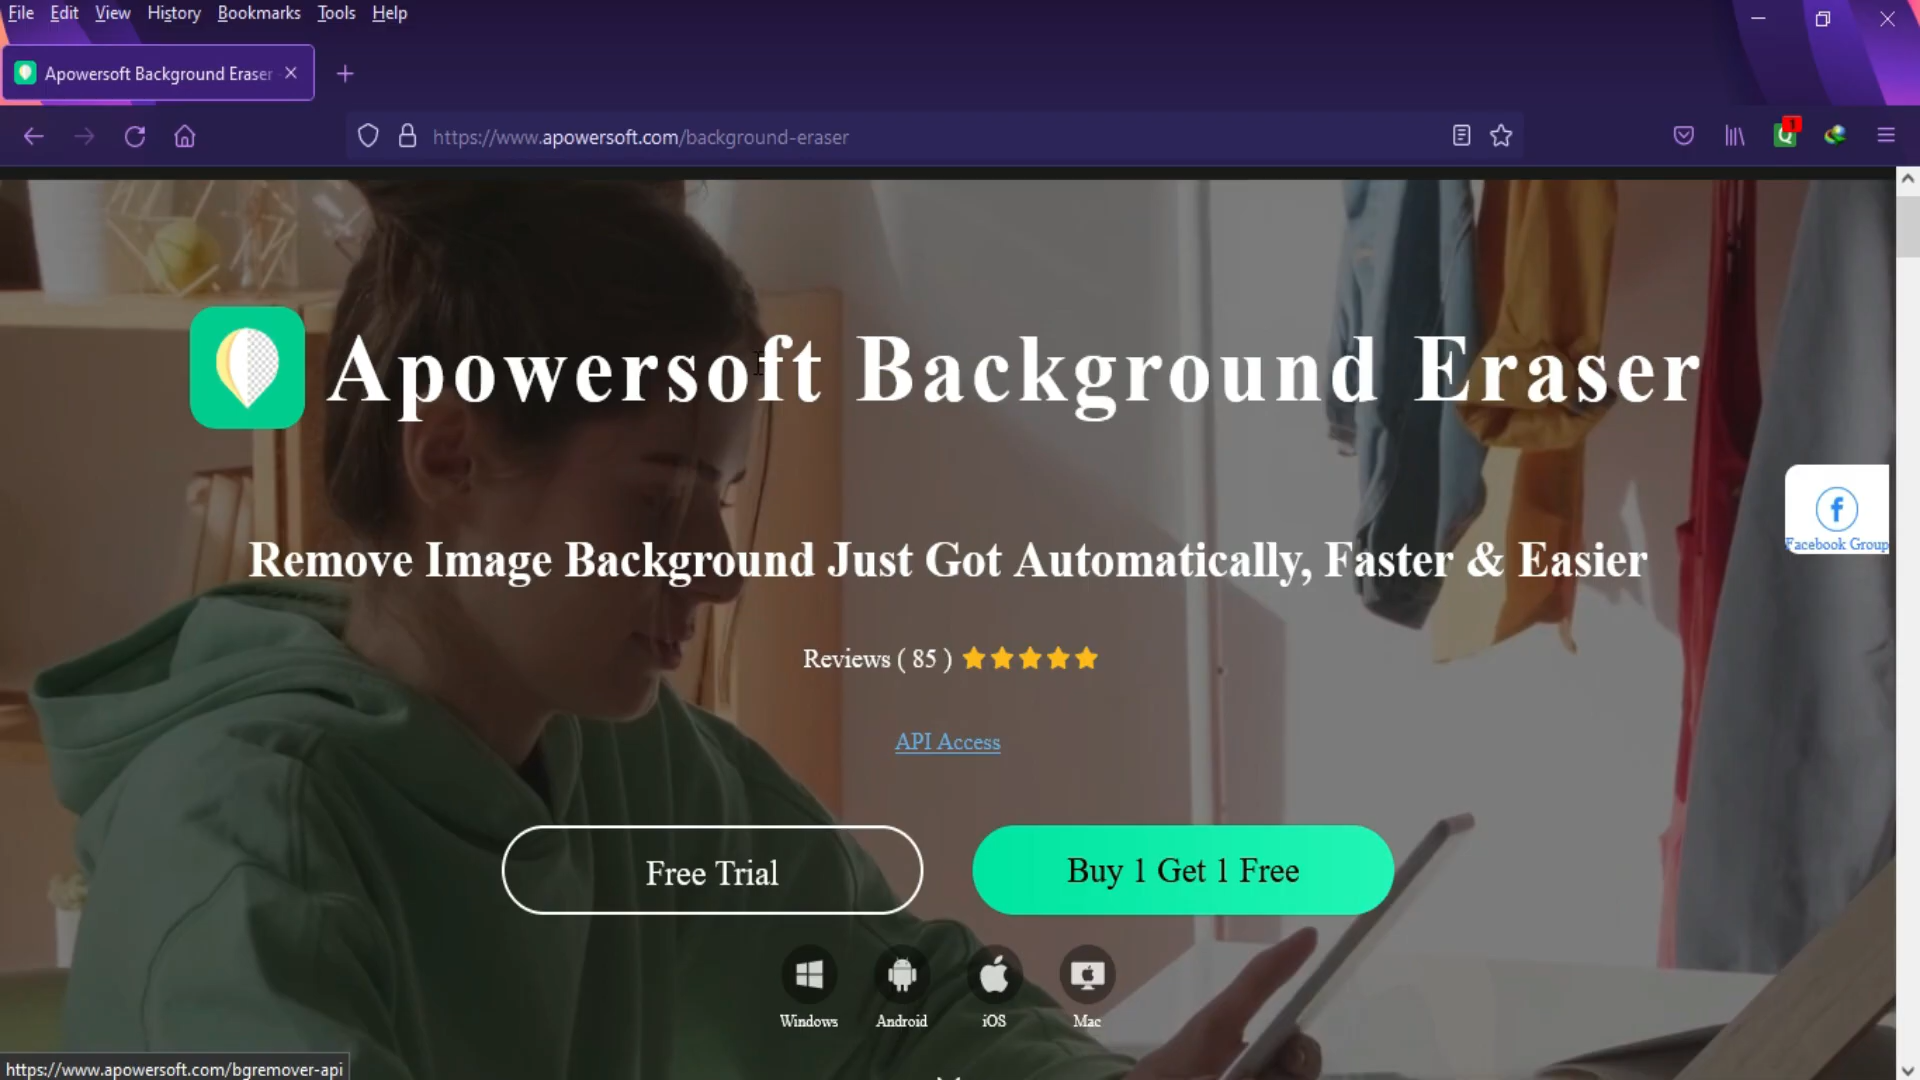 File Edit View History Bookmarks Tools Help
Apowersoft Background Eraser
https://www.apowersoft.com/background-eraser
1
Q
Apowersoft Background Eraser
Remove Image Background Just Got Automatically, Faster & Easier
f
Facebook Group
Reviews ( 85 )
API Access
Free Trial
Buy 1 Get 1 Free
Windows Android iOS Mac
https://www.apowersoft.com/bgremover-api